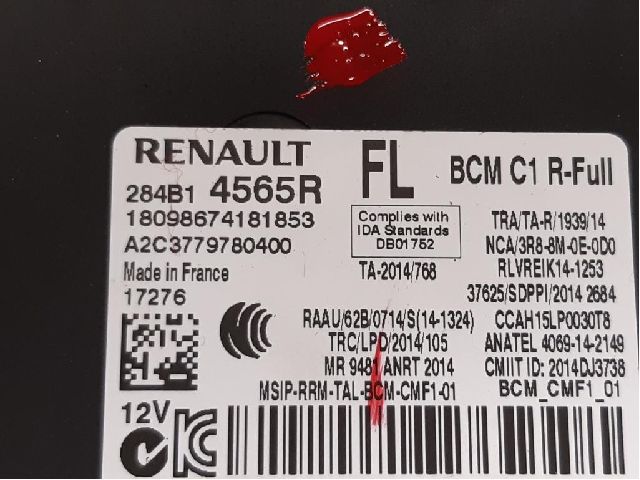 RENAULT
FL
BCM C1 R-Full
284B1 4565R
18098674181853
A2C3779780400
Made in France
17276
Complies with
IDA Standards
DB01752
TA-2014/768
TRA/TA-R/1939/14
NCA/3R8-8M-0E-0D0
RLVREIK14-1253
37625/SDPPI/2014 2684
RAAU/62B/0714/S(14-1324) CCAH15LP0030T8
TRC/LPD/2014/105 ANATEL 4069-14-2149
MR 9481 ANRT 2014 CMIIT ID: 2014DJ3738
MSIP-RRM-TAL-BCM-CMF1-01 BCM_CMF1_01
12V